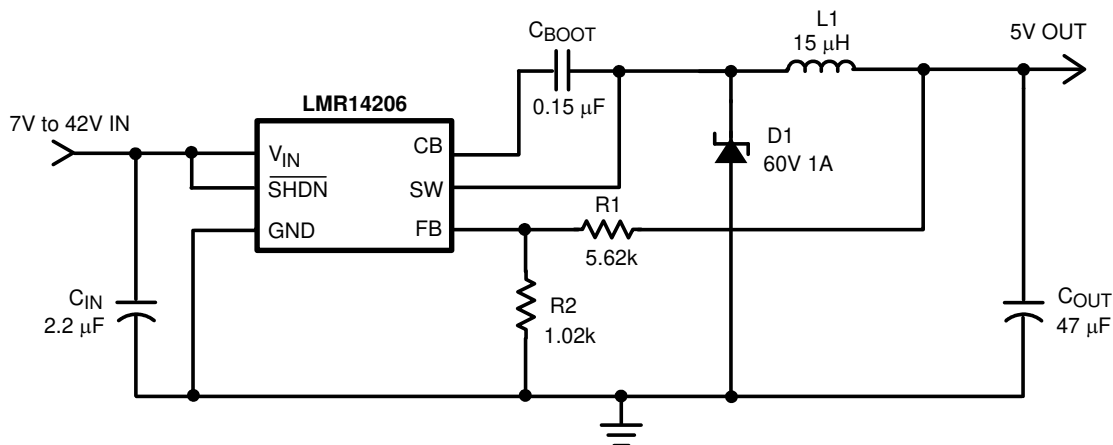 CBOOT
0.15 μF
L1
15 μH
5V OUT
LMR14206
7V to 42V IN
VIN
SHDN
GND
CB
SW
FB
D1
60V 1A
R1
5.62k
R2
1.02k
CIN
2.2 μF
COUT
47 μF